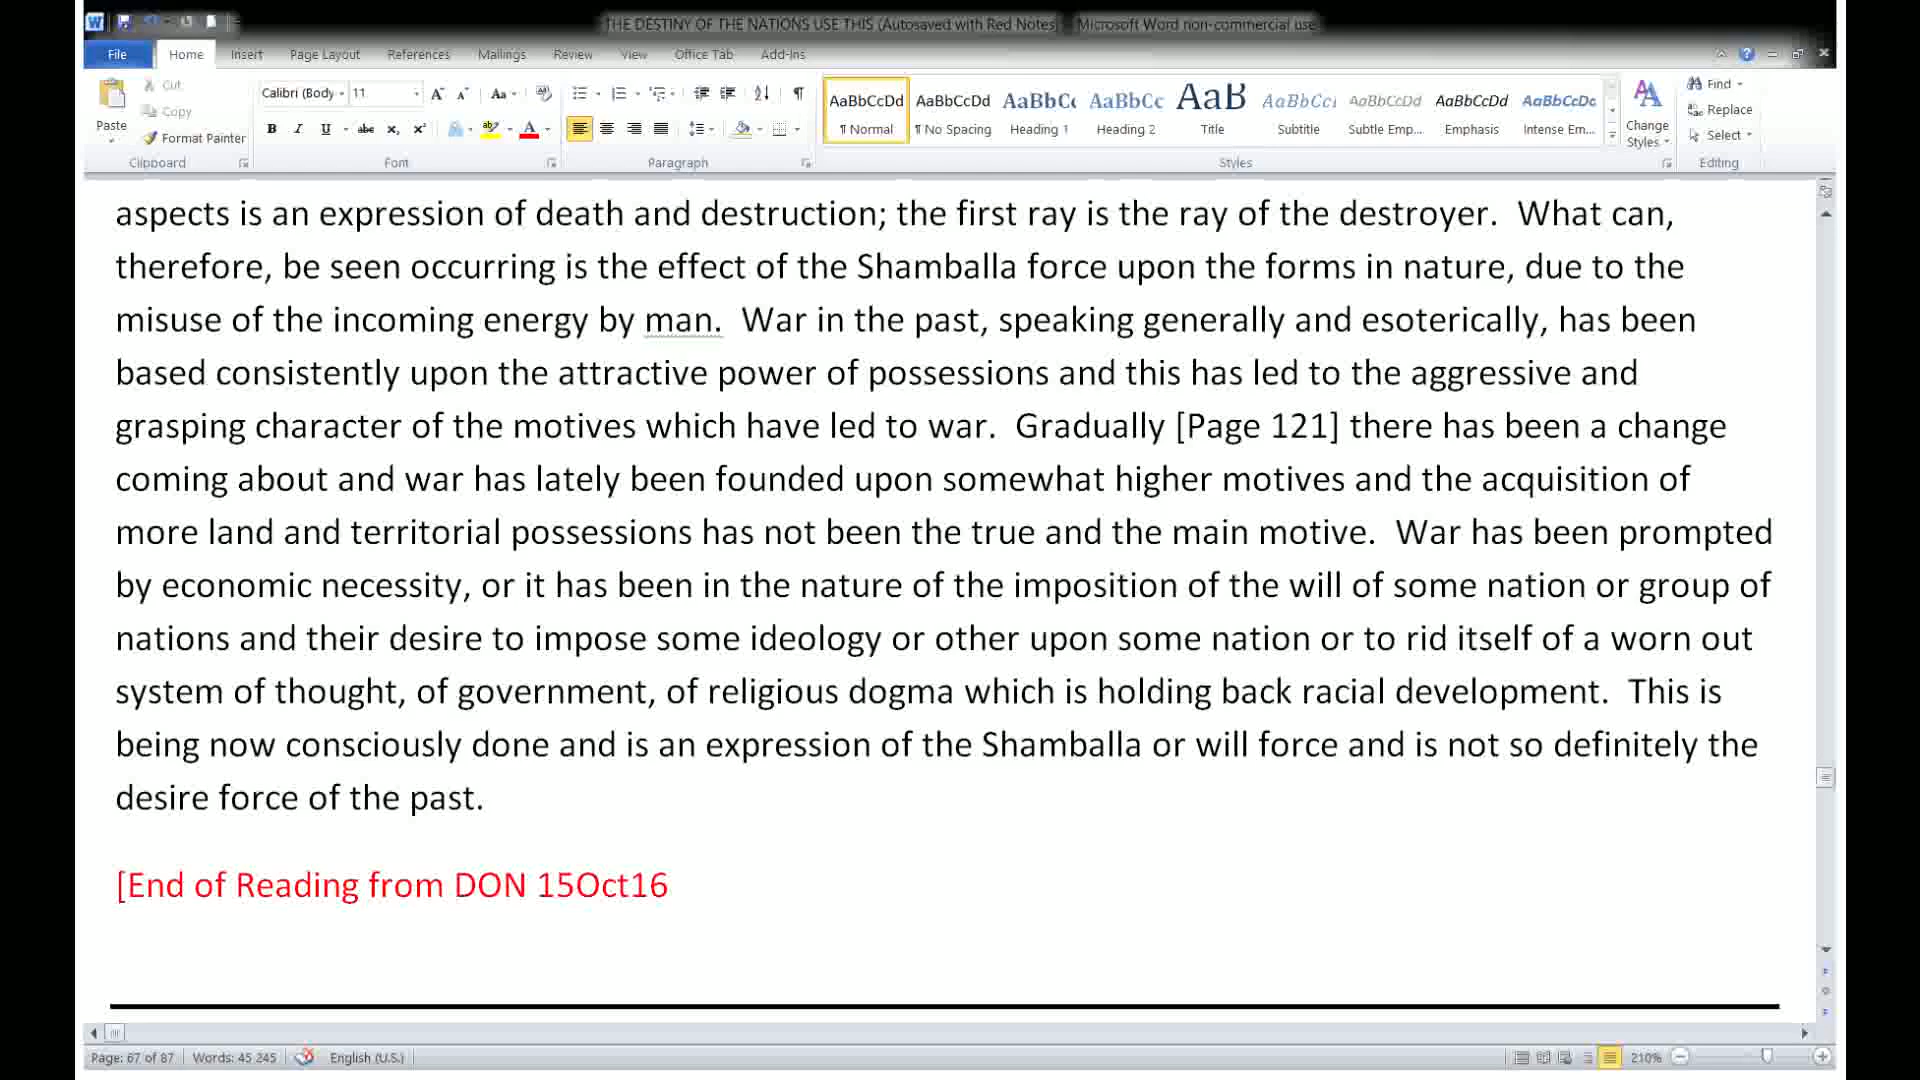 THE DESTINY OF THE NATIONS USE THIS (Autosaved with Red Notes) - Microsoft Word non-commercial use
File Home Insert Page Layout References Mailings Review View Office Tab Add-Ins
Paste
Cut
Copy
Format Painter
Clipboard
Calibri (Body 11
Font
Paragraph
AaBbCcDd AaBbCcDd AaBbCc AaBbCc AaB AaBbCcI AaBbCcDd AaBbCcDd AaBbCcDc
¶ Normal ¶ No Spacing Heading 1 Heading 2 Title Subtitle Subtle Emp... Emphasis Intense Em...
Change
Styles
Styles
Find
Replace
Select
Editing
aspects is an expression of death and destruction; the first ray is the ray of the destroyer.  What can,
therefore, be seen occurring is the effect of the Shamballa force upon the forms in nature, due to the
misuse of the incoming energy by man.  War in the past, speaking generally and esoterically, has been
based consistently upon the attractive power of possessions and this has led to the aggressive and
grasping character of the motives which have led to war.  Gradually [Page 121] there has been a change
coming about and war has lately been founded upon somewhat higher motives and the acquisition of
more land and territorial possessions has not been the true and the main motive.  War has been prompted
by economic necessity, or it has been in the nature of the imposition of the will of some nation or group of
nations and their desire to impose some ideology or other upon some nation or to rid itself of a worn out
system of thought, of government, of religious dogma which is holding back racial development.  This is
being now consciously done and is an expression of the Shamballa or will force and is not so definitely the
desire force of the past.
[End of Reading from DON 15Oct16
Page: 67 of 87 Words: 45 245 English (U.S.) 210%